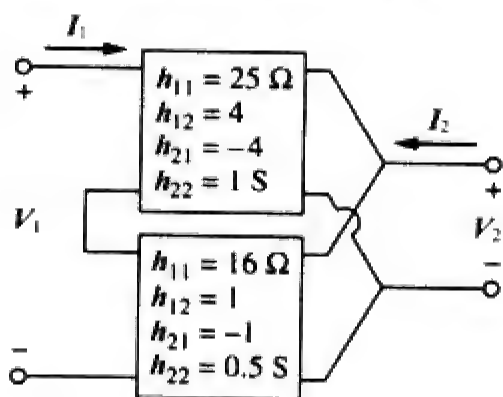 I₁
+
h₁₁ = 25 Ω
h₁₂ = 4
h₂₁ = −4
h₂₂ = 1 S
I₂
+
V₁
V₂
−
h₁₁ = 16 Ω
h₁₂ = 1
h₂₁ = −1
h₂₂ = 0.5 S
−